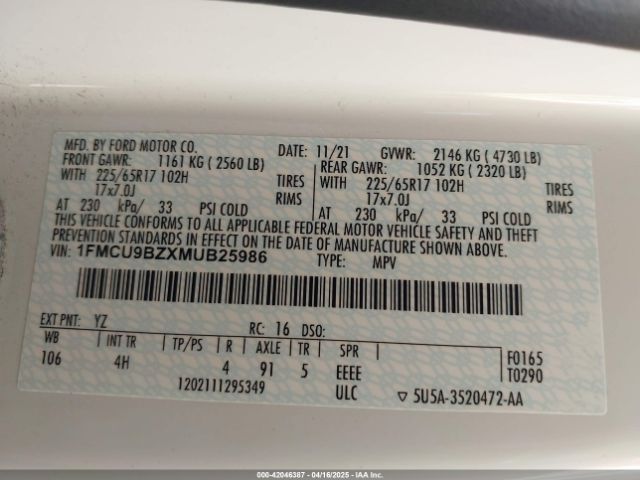 MFD. BY FORD MOTOR CO. DATE: 11/21 GVWR: 2146 KG ( 4730 LB)
FRONT GAWR: 1161 KG ( 2560 LB) REAR GAWR: 1052 KG ( 2320 LB)
WITH 225/65R17 102H TIRES WITH 225/65R17 102H TIRES
17x7.0J RIMS 17x7.0J RIMS
AT 230 kPa/ 33 PSI COLD AT 230 kPa/ 33 PSI COLD
THIS VEHICLE CONFORMS TO ALL APPLICABLE FEDERAL MOTOR VEHICLE SAFETY AND THEFT
PREVENTION STANDARDS IN EFFECT ON THE DATE OF MANUFACTURE SHOWN ABOVE.
VIN: 1FMCU9BZXMUB25986 TYPE: MPV
EXT PNT: YZ RC: 16 DSO:
WB INT TR TP/PS R AXLE TR SPR F0165
106 4H 4 91 5 EEEE T0290
1202111295349 ULC ▽ 5U5A-3520472-AA
000-42046387 - 04/16/2025 - IAA Inc.